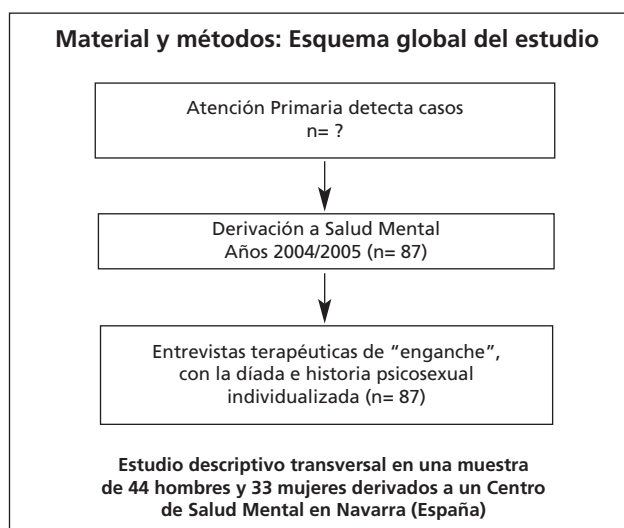 Material y métodos: Esquema global del estudio
Atención Primaria detecta casos
n= ?
Derivación a Salud Mental
Años 2004/2005 (n= 87)
Entrevistas terapéuticas de “enganche”,
con la díada e historia psicosexual
individualizada (n= 87)
Estudio descriptivo transversal en una muestra
de 44 hombres y 33 mujeres derivados a un Centro
de Salud Mental en Navarra (España)